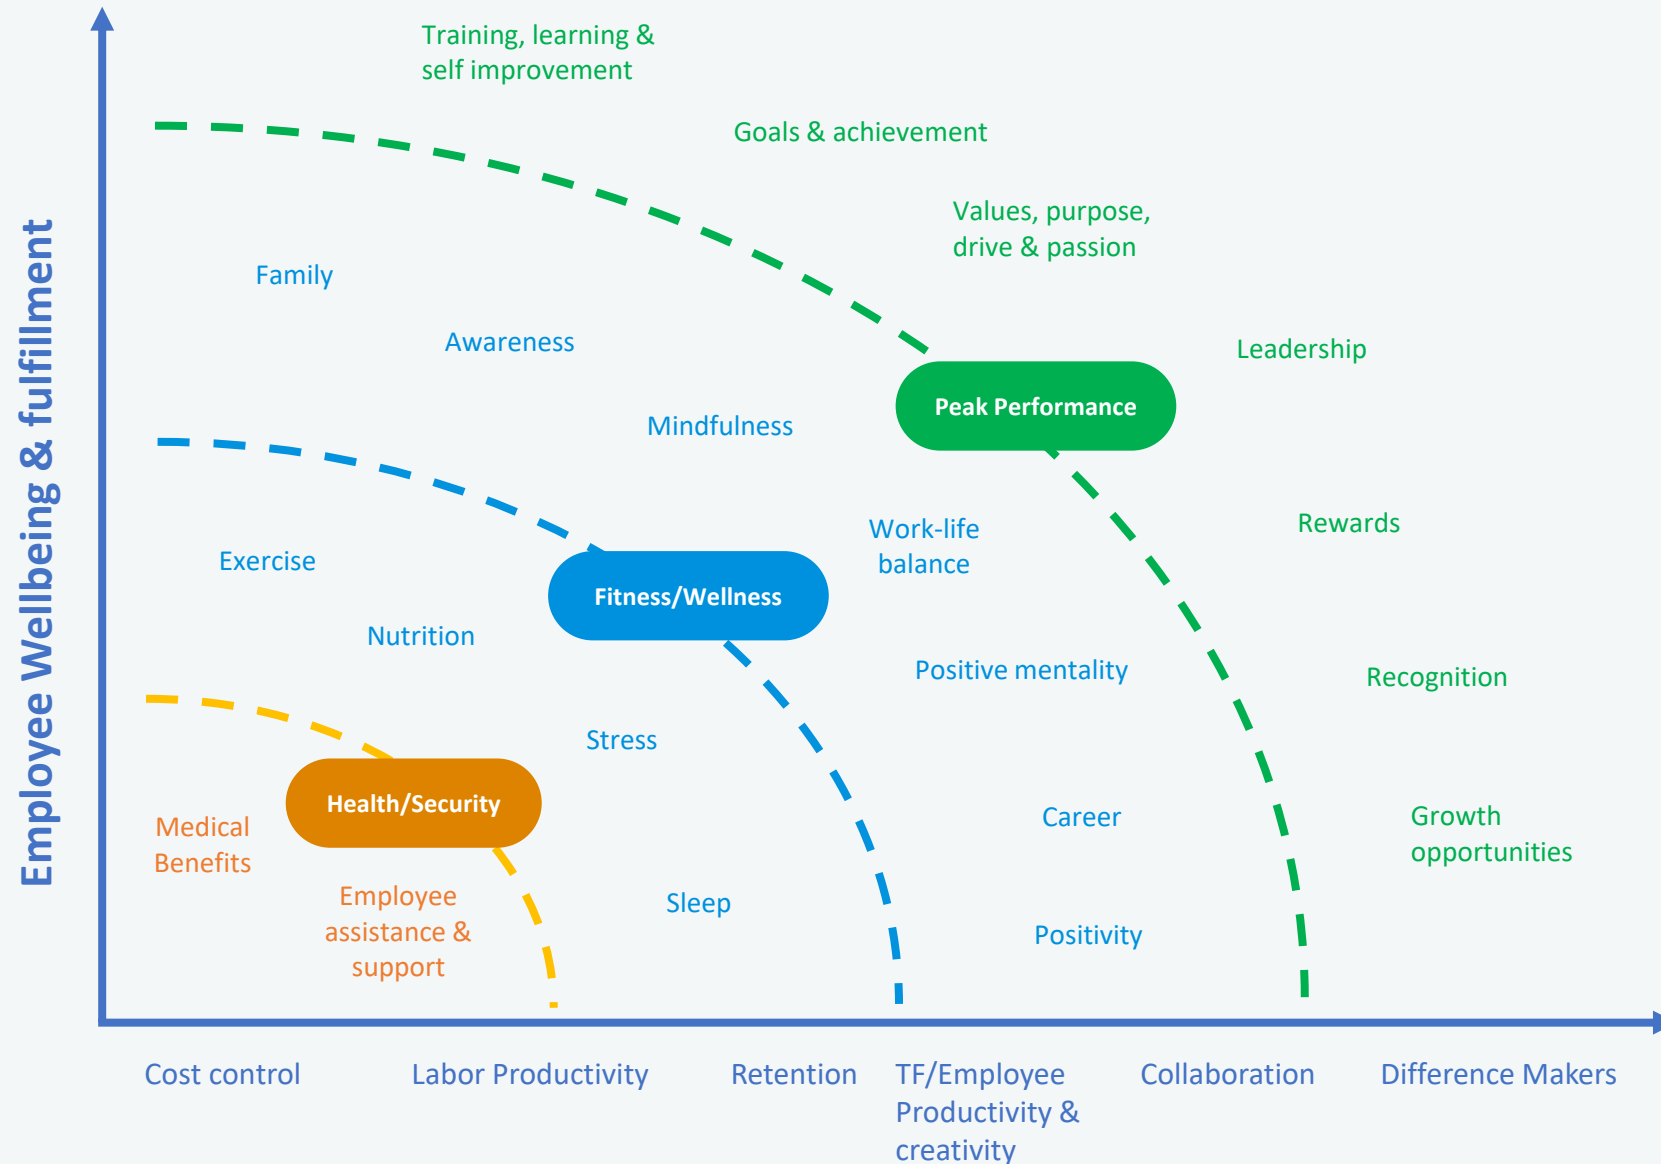 Employee Wellbeing & fulfillment
Training, learning &
self improvement
Goals & achievement
Values, purpose,
drive & passion
Family
Awareness
Leadership
Peak Performance
Mindfulness
Work-life
balance
Rewards
Exercise
Fitness/Wellness
Nutrition
Positive mentality
Recognition
Stress
Health/Security
Medical
Benefits
Career
Growth
opportunities
Employee
assistance &
support
Sleep
Positivity
Cost control
Labor Productivity
Retention
TF/Employee
Productivity &
creativity
Collaboration
Difference Makers